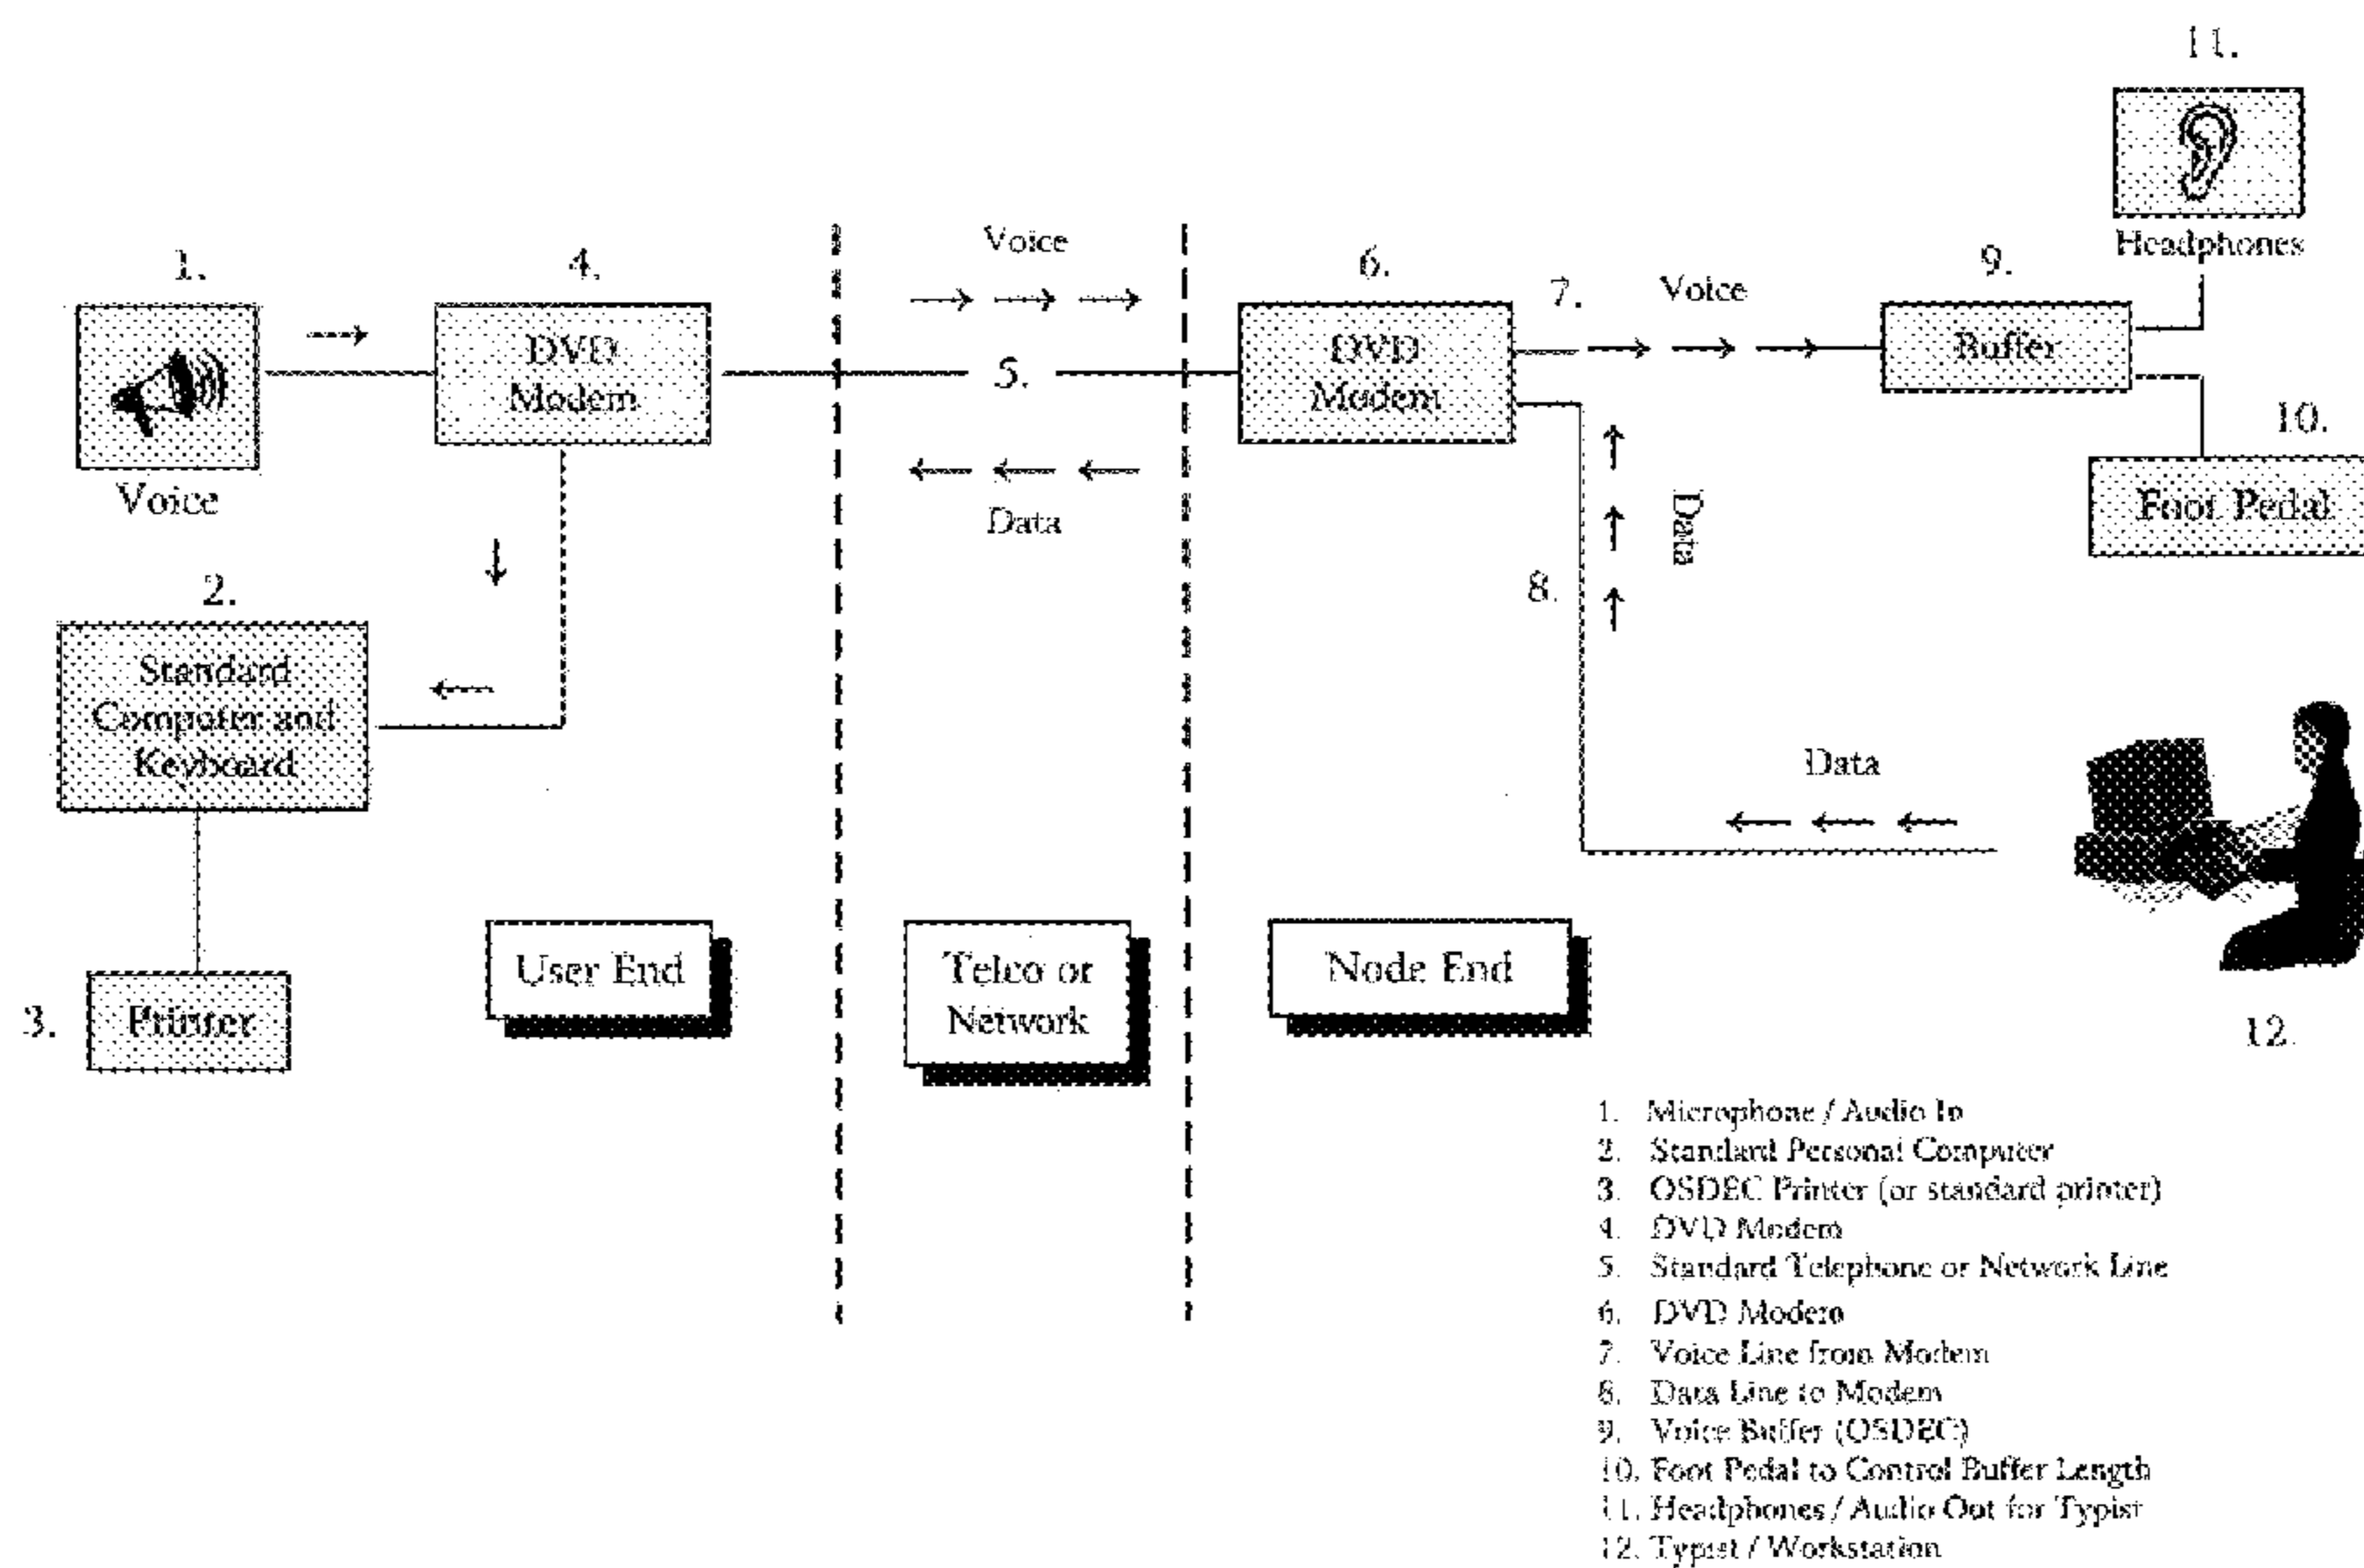 11.
Headphones
1.
Voice
4.
DVD
Modem
Voice
5.
Data
6.
DVD
Modem
7.
Voice
9.
Buffer
10.
Foot Pedal
2.
Standard
Computer and
Keyboard
8.
Data
Data
3.
Printer
User End
Telco or
Network
Node End
12.
1. Microphone / Audio In
2. Standard Personal Computer
3. OSDEC Printer (or standard printer)
4. DVD Modem
5. Standard Telephone or Network Line
6. DVD Modem
7. Voice Line from Modem
8. Data Line to Modem
9. Voice Buffer (OSDEC)
10. Foot Pedal to Control Buffer Length
11. Headphones / Audio Out for Typist
12. Typist / Workstation